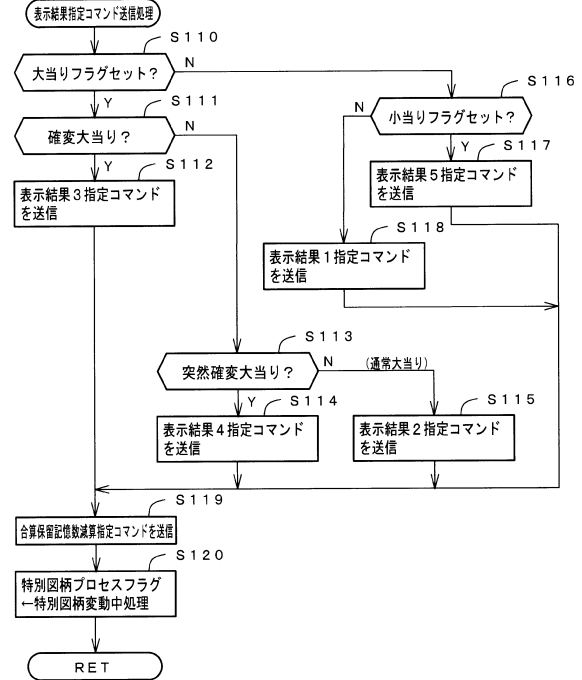 表示結果指定コマンド送信処理
S110
大当りフラグセット？
N
S116
Y
S111
小当りフラグセット？
N
確変大当り？
N
Y
S117
Y
S112
表示結果5指定コマンド
を送信
表示結果3指定コマンド
を送信
S118
表示結果1指定コマンド
を送信
S113
突然確変大当り？
N
(通常大当り)
Y
S114
S115
表示結果4指定コマンド
を送信
表示結果2指定コマンド
を送信
S119
合算保留記憶数減算指定コマンドを送信
S120
特別図柄プロセスフラグ
←特別図柄変動中処理
RET